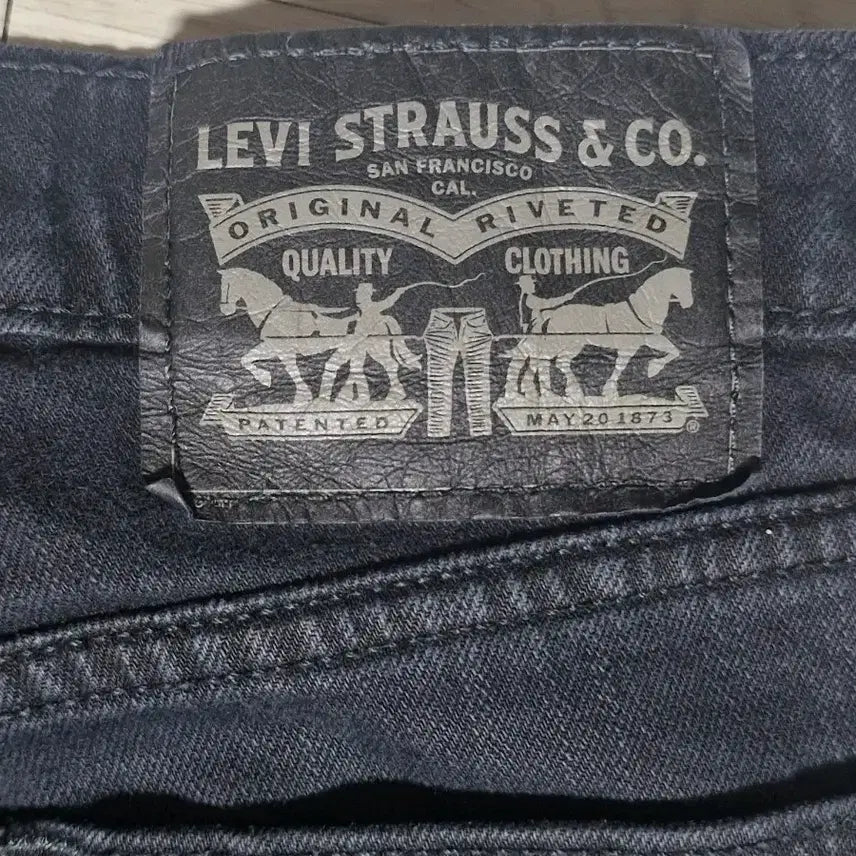 LEVI STRAUSS & CO.
SAN FRANCISCO
CAL.
ORIGINAL RIVETED
QUALITY CLOTHING
PATENTED MAY 20 1873 ®